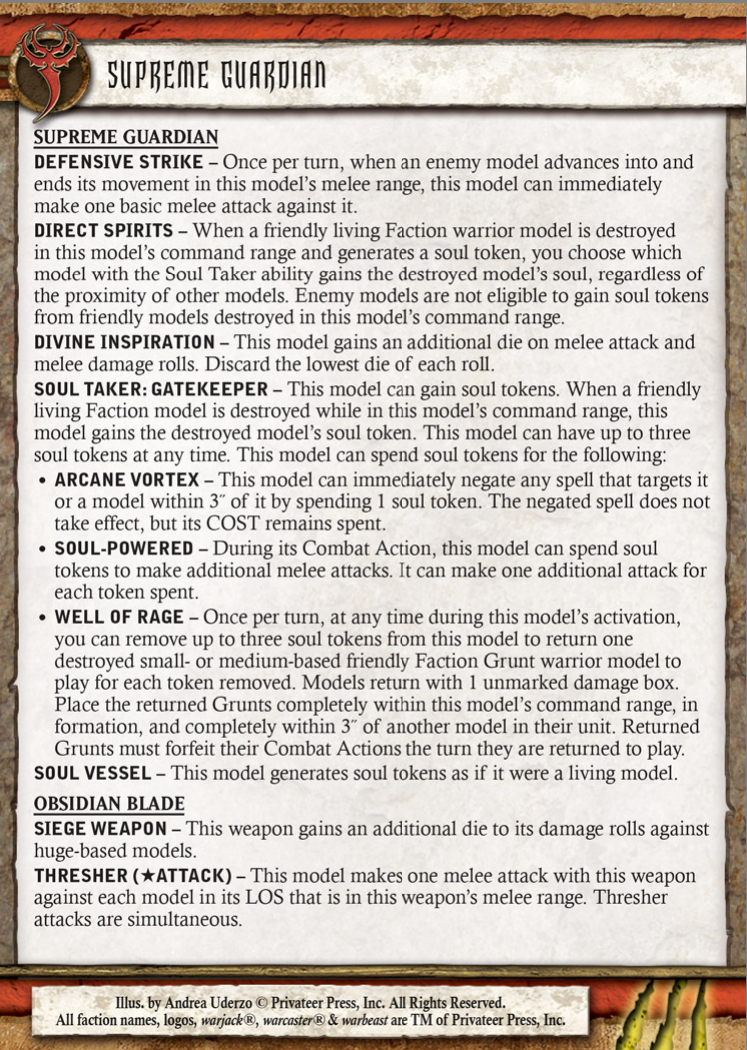 SUPREME GUARDIAN
SUPREME GUARDIAN
DEFENSIVE STRIKE – Once per turn, when an enemy model advances into and
ends its movement in this model's melee range, this model can immediately
make one basic melee attack against it.
DIRECT SPIRITS – When a friendly living Faction warrior model is destroyed
in this model's command range and generates a soul token, you choose which
model with the Soul Taker ability gains the destroyed model's soul, regardless of
the proximity of other models. Enemy models are not eligible to gain soul tokens
from friendly models destroyed in this model's command range.
DIVINE INSPIRATION – This model gains an additional die on melee attack and
melee damage rolls. Discard the lowest die of each roll.
SOUL TAKER: GATEKEEPER – This model can gain soul tokens. When a friendly
living Faction model is destroyed while in this model's command range, this
model gains the destroyed model's soul token. This model can have up to three
soul tokens at any time. This model can spend soul tokens for the following:
• ARCANE VORTEX – This model can immediately negate any spell that targets it
or a model within 3˝ of it by spending 1 soul token. The negated spell does not
take effect, but its COST remains spent.
• SOUL-POWERED – During its Combat Action, this model can spend soul
tokens to make additional melee attacks. It can make one additional attack for
each token spent.
• WELL OF RAGE – Once per turn, at any time during this model's activation,
you can remove up to three soul tokens from this model to return one
destroyed small- or medium-based friendly Faction Grunt warrior model to
play for each token removed. Models return with 1 unmarked damage box.
Place the returned Grunts completely within this model's command range, in
formation, and completely within 3˝ of another model in their unit. Returned
Grunts must forfeit their Combat Actions the turn they are returned to play.
SOUL VESSEL – This model generates soul tokens as if it were a living model.
OBSIDIAN BLADE
SIEGE WEAPON – This weapon gains an additional die to its damage rolls against
huge-based models.
THRESHER (★ATTACK) – This model makes one melee attack with this weapon
against each model in its LOS that is in this weapon's melee range. Thresher
attacks are simultaneous.
Illus. by Andrea Uderzo © Privateer Press, Inc. All Rights Reserved.
All faction names, logos, warjack®, warcaster® & warbeast are TM of Privateer Press, Inc.